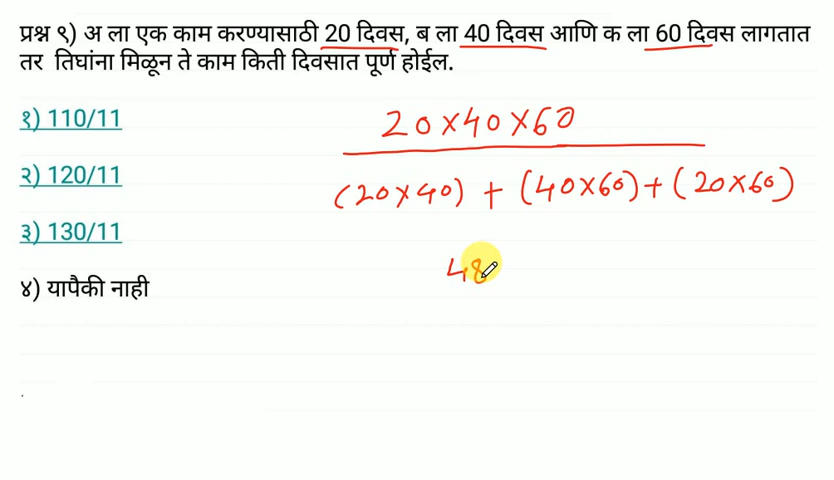 प्रश्न ९) अ ला एक काम करण्यासाठी 20 दिवस, ब ला 40 दिवस आणि क ला 60 दिवस लागतात
तर तिघांना मिळून ते काम किती दिवसात पूर्ण होईल.
१) 110/11
२) 120/11
३) 130/11
४) यापैकी नाही
20 × 40 × 60
(20 × 40) + (40 × 60) + (20 × 60)
48